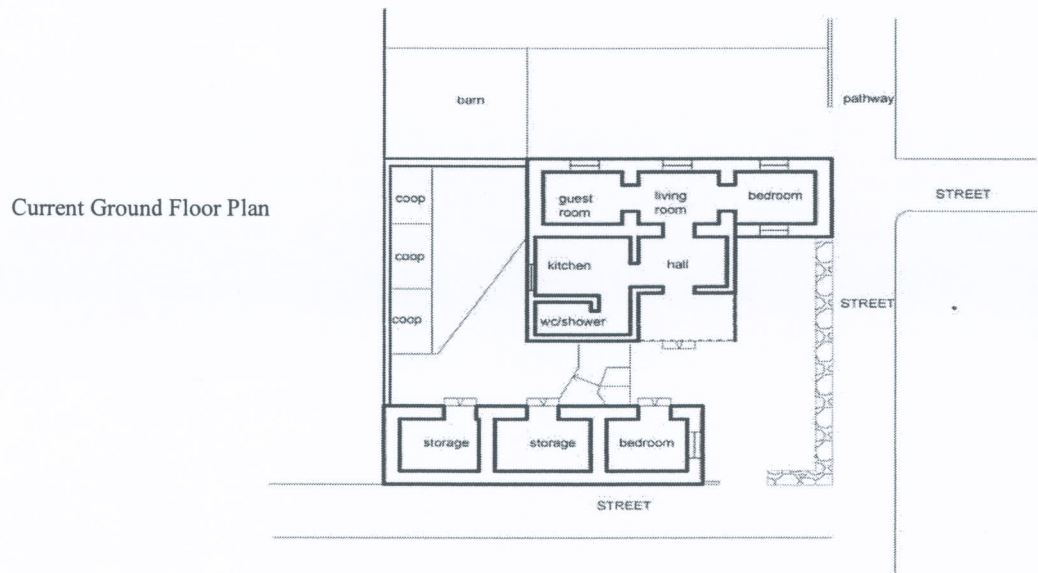 barn
pathway
Current Ground Floor Plan
coop
guest
room
living
room
bedroom
STREET
coop
kitchen
hall
coop
STREET
wc/shower
storage
storage
bedroom
STREET